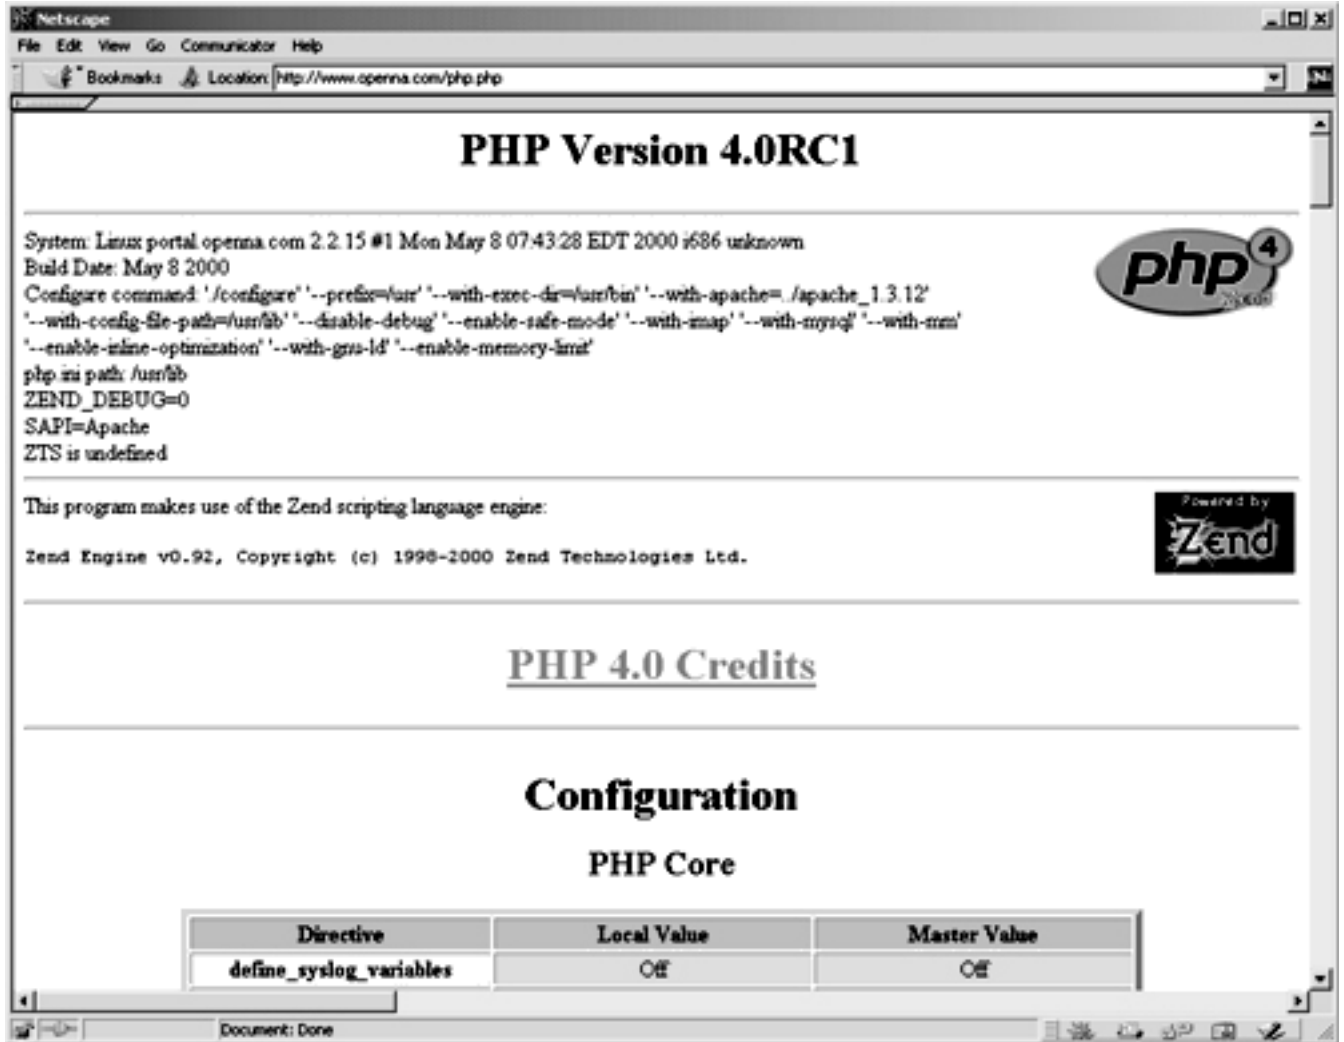 Netscape
File Edit View Go Communicator Help
Bookmarks Location: http://www.openna.com/php.php
PHP Version 4.0RC1
System: Linux portal.openna.com 2.2.15 #1 Mon May 8 07:43:28 EDT 2000 i686 unknown
Build Date: May 8 2000
Configure command: './configure' '--prefix=/usr' '--with-exec-dir=/usr/bin' '--with-apache=../apache_1.3.12'
'--with-config-file-path=/usr/lib' '--disable-debug' '--enable-safe-mode' '--with-imap' '--with-mysql' '--with-mm'
'--enable-inline-optimization' '--with-gnu-ld' '--enable-memory-limit'
php.ini path: /usr/lib
ZEND_DEBUG=0
SAPI=Apache
ZTS is undefined
php 4
Zend
This program makes use of the Zend scripting language engine:
Zend Engine v0.92, Copyright (c) 1998-2000 Zend Technologies Ltd.
Powered by
Zend
PHP 4.0 Credits
Configuration
PHP Core
Directive Local Value Master Value
define_syslog_variables Off Off
Document: Done